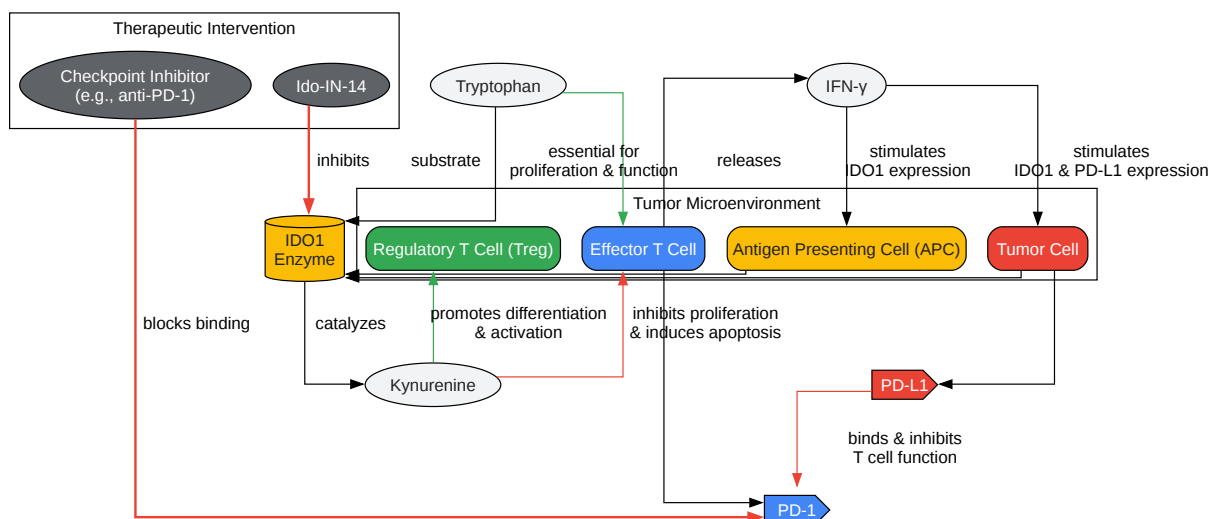 Therapeutic Intervention
Checkpoint Inhibitor
(e.g., anti-PD-1)
Ido-IN-14
Tryptophan
IFN-γ
inhibits
substrate
essential for
proliferation & function
releases
stimulates
IDO1 expression
stimulates
IDO1 & PD-L1 expression
Tumor Microenvironment
IDO1
Enzyme
Regulatory T Cell (Treg)
Effector T Cell
Antigen Presenting Cell (APC)
Tumor Cell
blocks binding
catalyzes
promotes differentiation
& activation
inhibits proliferation
& induces apoptosis
Kynurenine
PD-L1
binds & inhibits
T cell function
PD-1